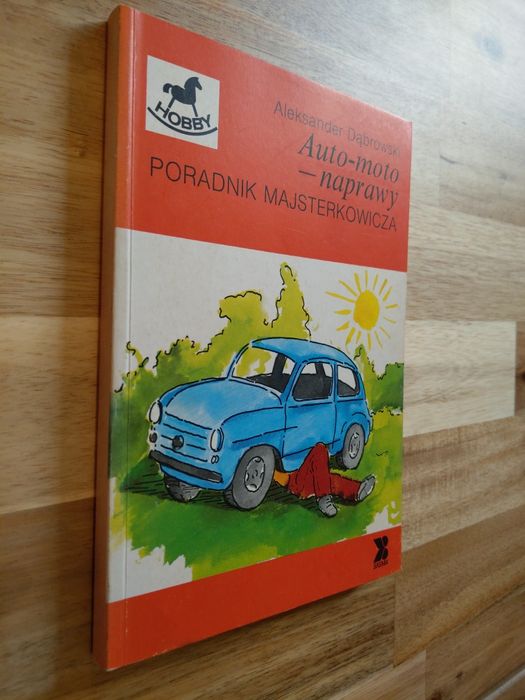 HOBBY
Aleksander Dąbrowski
Auto-moto
—naprawy
PORADNIK MAJSTERKOWICZA